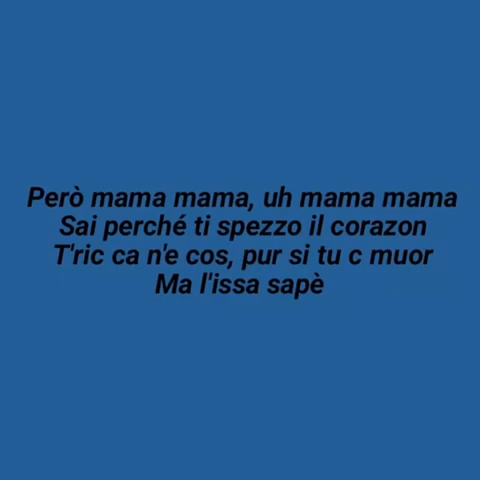 Però mama mama, uh mama mama
Sai perché ti spezzo il corazon
T'ric ca n'e cos, pur si tu c muor
Ma l'issa sapè